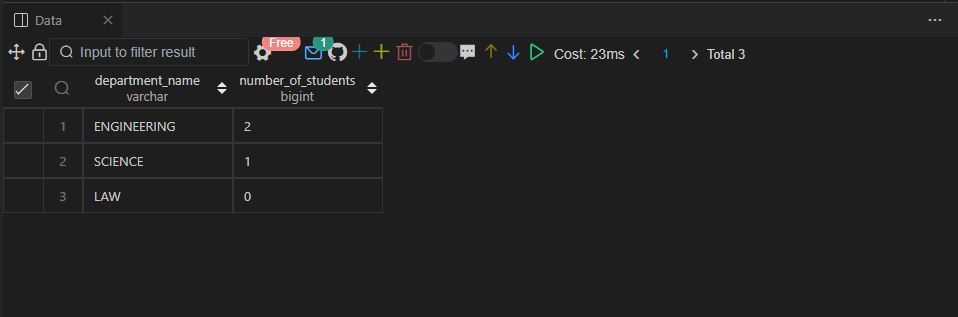 Data
Input to filter result Free 1 Cost: 23ms 1 Total 3
department_name number_of_students
varchar bigint
1 ENGINEERING 2
2 SCIENCE 1
3 LAW 0